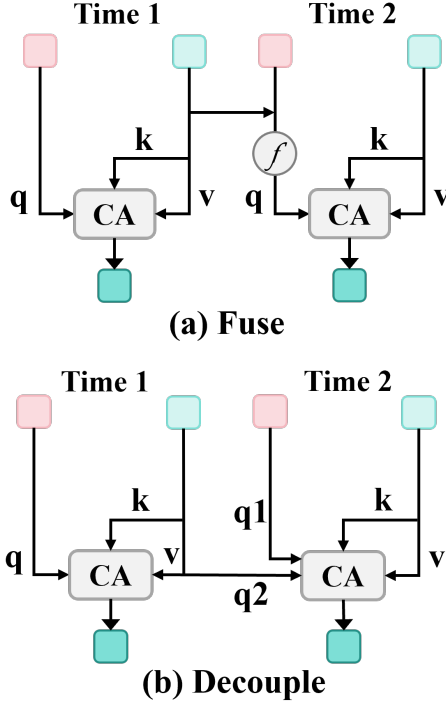 Time 1 Time 2
f
k k
q v q v
CA CA
(a) Fuse
Time 1 Time 2
k q1 k
q v v
CA CA
q2
(b) Decouple